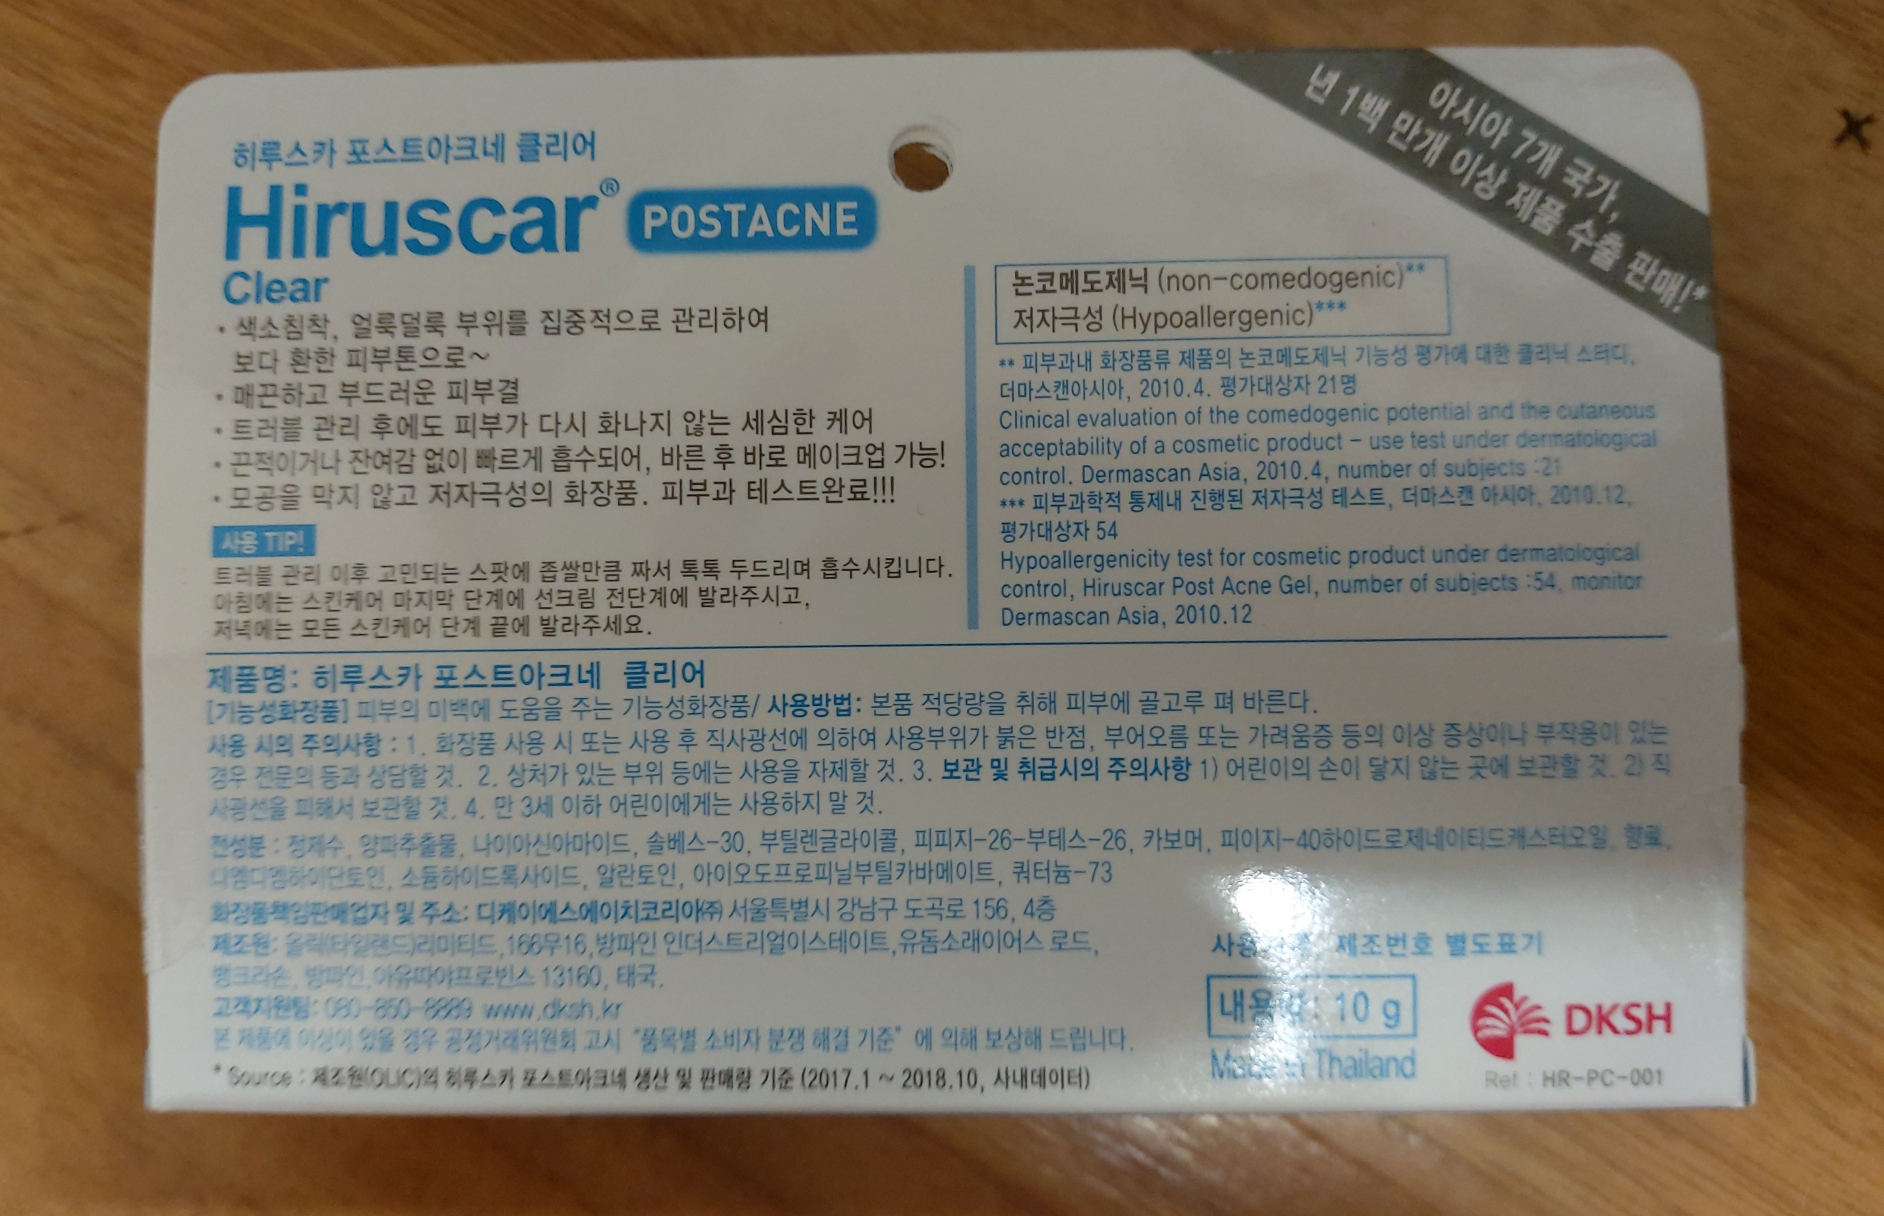 아시아 7개 국가,
년 1백 만개 이상 제품 수출 판매!*
히루스카 포스트아크네 클리어
Hiruscar® POSTACNE
Clear
· 색소침착, 얼룩덜룩 부위를 집중적으로 관리하여
보다 환한 피부톤으로~
· 매끈하고 부드러운 피부결
· 트러블 관리 후에도 피부가 다시 화나지 않는 세심한 케어
· 끈적이거나 잔여감 없이 빠르게 흡수되어, 바른 후 바로 메이크업 가능!
· 모공을 막지 않고 저자극성의 화장품. 피부과 테스트완료!!!
사용 TIP!
트러블 관리 이후 고민되는 스팟에 좁쌀만큼 짜서 톡톡 두드리며 흡수시킵니다.
아침에는 스킨케어 마지막 단계에 선크림 전단계에 발라주시고,
저녁에는 모든 스킨케어 단계 끝에 발라주세요.
논코메도제닉 (non-comedogenic)**
저자극성 (Hypoallergenic)***
** 피부과내 화장품류 제품의 논코메도제닉 기능성 평가에 대한 클리닉 스터디,
더마스캔아시아, 2010.4. 평가대상자 21명
Clinical evaluation of the comedogenic potential and the cutaneous
acceptability of a cosmetic product - use test under dermatological
control. Dermascan Asia, 2010.4, number of subjects :21
*** 피부과학적 통제내 진행된 저자극성 테스트, 더마스캔 아시아, 2010.12,
평가대상자 54
Hypoallergenicity test for cosmetic product under dermatological
control, Hiruscar Post Acne Gel, number of subjects :54, monitor
Dermascan Asia, 2010.12
제품명: 히루스카 포스트아크네 클리어
[기능성화장품] 피부의 미백에 도움을 주는 기능성화장품/ 사용방법: 본품 적당량을 취해 피부에 골고루 펴 바른다.
사용 시의 주의사항 : 1. 화장품 사용 시 또는 사용 후 직사광선에 의하여 사용부위가 붉은 반점, 부어오름 또는 가려움증 등의 이상 증상이나 부작용이 있는
경우 전문의 등과 상담할 것. 2. 상처가 있는 부위 등에는 사용을 자제할 것. 3. 보관 및 취급시의 주의사항 1) 어린이의 손이 닿지 않는 곳에 보관할 것. 2) 직
사광선을 피해서 보관할 것. 4. 만 3세 이하 어린이에게는 사용하지 말 것.
전성분 : 정제수, 양파추출물, 나이아신아마이드, 솔베스-30, 부틸렌글라이콜, 피피지-26-부테스-26, 카보머, 피이지-40하이드로제네이티드캐스터오일, 향료,
디엠디엠하이단토인, 소듐하이드록사이드, 알란토인, 아이오도프로피닐부틸카바메이트, 쿼터늄-73
화장품책임판매업자 및 주소: 디케이에스에이치코리아㈜ 서울특별시 강남구 도곡로 156, 4층
제조원: 올릭(타일랜드)리미티드, 166무16, 방파인 인더스트리얼이스테이트, 유돔소래이어스 로드,
뱅크라손, 방파인, 아유따야프로빈스 13160, 태국.
고객지원팀: 080-850-8889 www.dksh.kr
본 제품에 이상이 있을 경우 공정거래위원회 고시 "품목별 소비자 분쟁 해결 기준" 에 의해 보상해 드립니다.
* Source : 제조원(OLIC)의 히루스카 포스트아크네 생산 및 판매량 기준 (2017.1 ~ 2018.10, 사내데이터)
제조번호 별도표기
10 g
Made in Thailand
DKSH
Ref : HR-PC-001